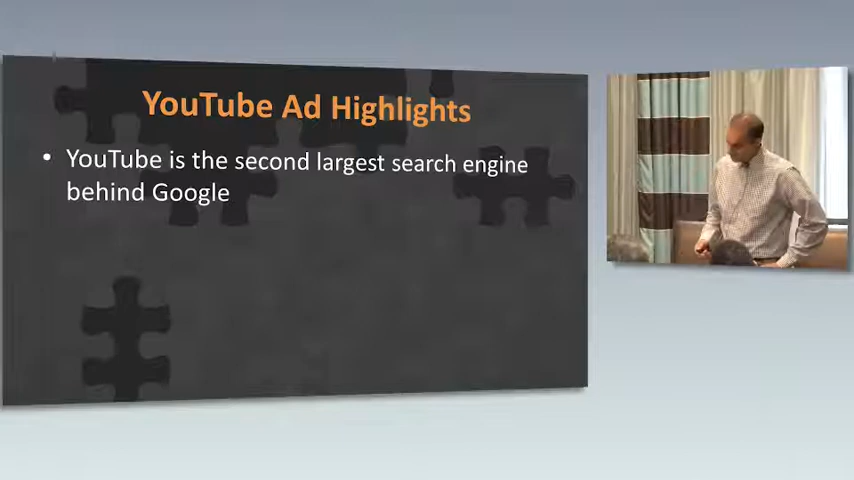 YouTube Ad Highlights
• YouTube is the second largest search engine
behind Google